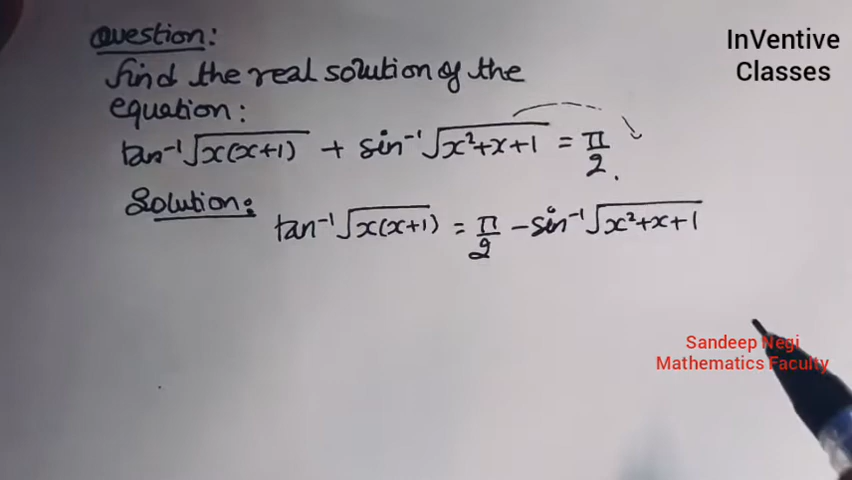 Question:
find the real solution of the
equation:
tan⁻¹√x(x+1) + sin⁻¹√x²+x+1 = π/2.
Solution:
tan⁻¹√x(x+1) = π/2 - sin⁻¹√x²+x+1
InVentive
Classes
Sandeep Negi
Mathematics Faculty